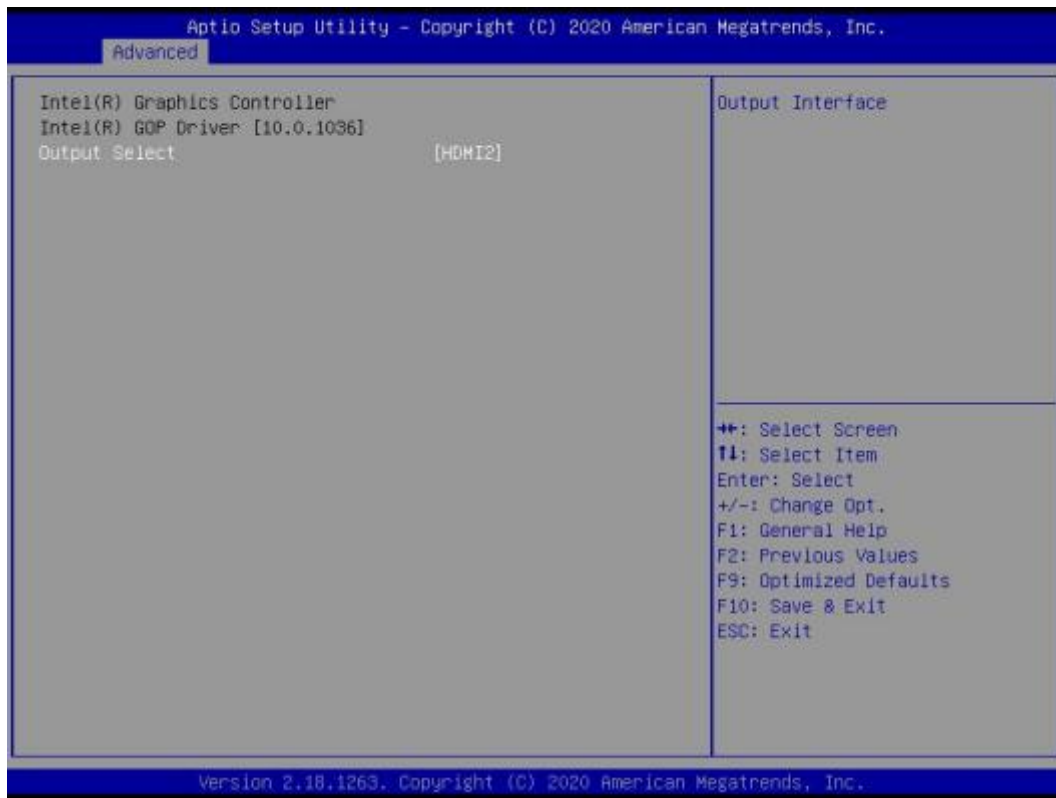 Aptio Setup Utility – Copyright (C) 2020 American Megatrends, Inc.
Advanced
Intel(R) Graphics Controller
Intel(R) GOP Driver [10.0.1036]
Output Select [HDMI2]
Output Interface
→←: Select Screen
↑↓: Select Item
Enter: Select
+/-: Change Opt.
F1: General Help
F2: Previous Values
F9: Optimized Defaults
F10: Save & Exit
ESC: Exit
Version 2.18.1263. Copyright (C) 2020 American Megatrends, Inc.